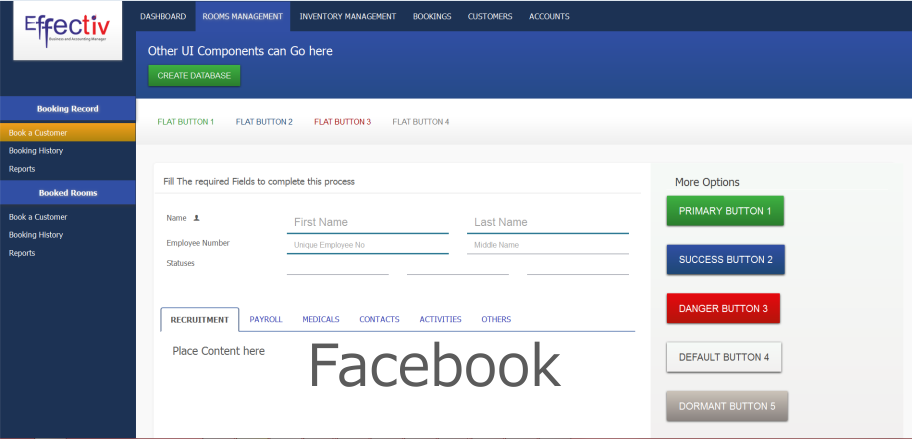 Effectiv
Business and Accounting Manager
DASHBOARD ROOMS MANAGEMENT INVENTORY MANAGEMENT BOOKINGS CUSTOMERS ACCOUNTS
Other UI Components can Go here
CREATE DATABASE
Booking Record
Book a Customer
Booking History
Reports
Booked Rooms
Book a Customer
Booking History
Reports
FLAT BUTTON 1 FLAT BUTTON 2 FLAT BUTTON 3 FLAT BUTTON 4
Fill The required Fields to complete this process
Name First Name Last Name
Employee Number Unique Employee No Middle Name
Statuses
RECRUITMENT PAYROLL MEDICALS CONTACTS ACTIVITIES OTHERS
Place Content here
Facebook
More Options
PRIMARY BUTTON 1
SUCCESS BUTTON 2
DANGER BUTTON 3
DEFAULT BUTTON 4
DORMANT BUTTON 5